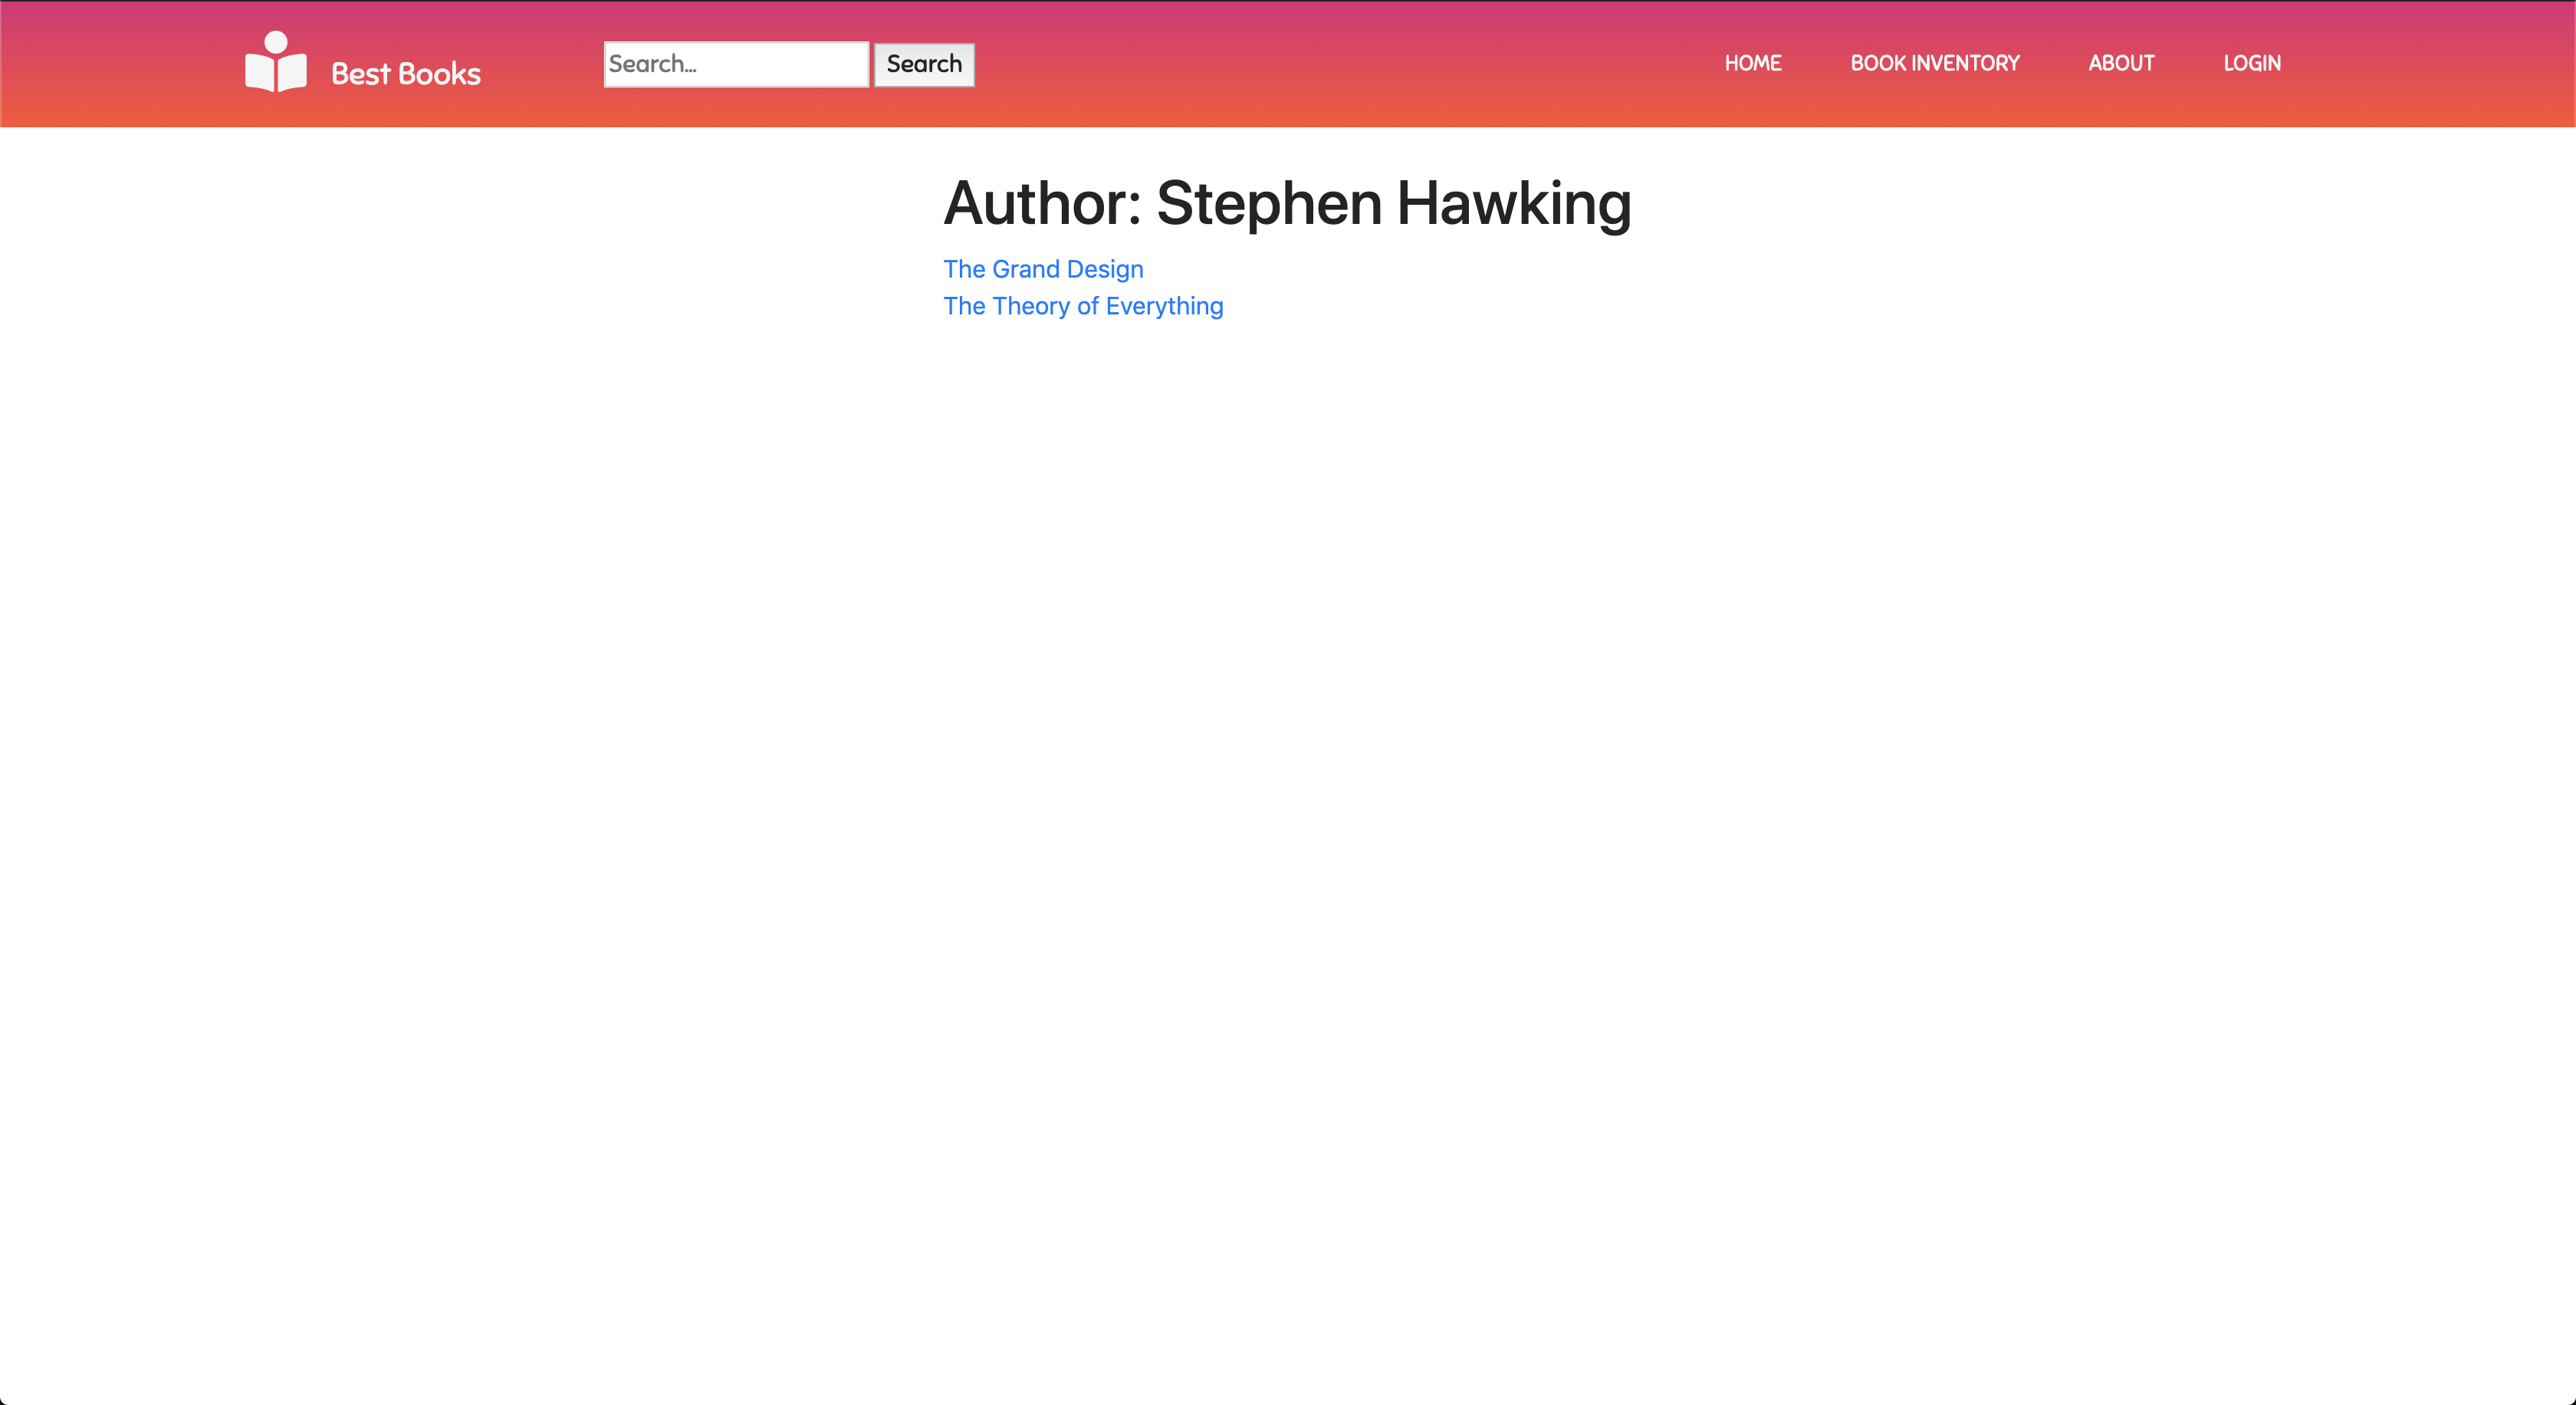 Best Books
Search...
Search
HOME
BOOK INVENTORY
ABOUT
LOGIN
Author: Stephen Hawking
The Grand Design
The Theory of Everything